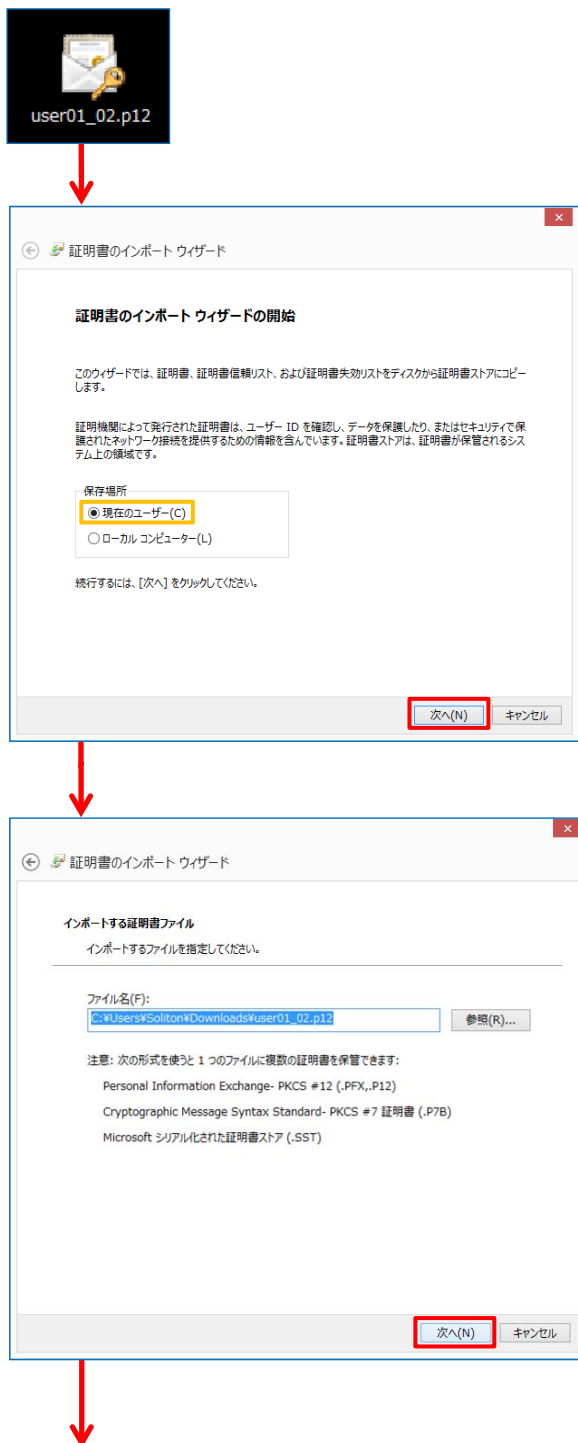 user01_02.p12
証明書のインポート ウィザード
証明書のインポート ウィザードの開始
このウィザードでは、証明書、証明書信頼リスト、および証明書失効リストをディスクから証明書ストアにコピー
します。
証明機関によって発行された証明書は、ユーザー ID を確認し、データを保護したり、またはセキュリティで保
護されたネットワーク接続を提供するための情報を含んでいます。証明書ストアは、証明書が保管されるシス
テム上の領域です。
保存場所
現在のユーザー(C)
ローカル コンピューター(L)
続行するには、[次へ] をクリックしてください。
次へ(N) キャンセル
証明書のインポート ウィザード
インポートする証明書ファイル
インポートするファイルを指定してください。
ファイル名(F):
C:¥Users¥Soliton¥Downloads¥user01_02.p12 参照(R)...
注意: 次の形式を使うと 1 つのファイルに複数の証明書を保管できます:
Personal Information Exchange- PKCS #12 (.PFX,.P12)
Cryptographic Message Syntax Standard- PKCS #7 証明書 (.P7B)
Microsoft シリアル化された証明書ストア (.SST)
次へ(N) キャンセル